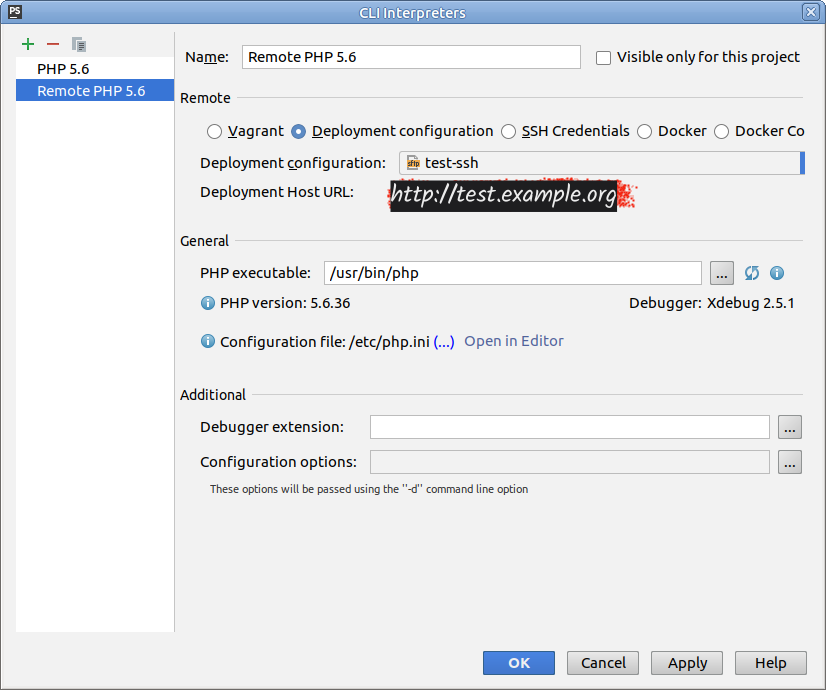 PS CLI Interpreters
PHP 5.6
Remote PHP 5.6
Name: Remote PHP 5.6 Visible only for this project
Remote
Vagrant Deployment configuration SSH Credentials Docker Docker Co
Deployment configuration: sftp test-ssh
Deployment Host URL: http://test.example.org
General
PHP executable: /usr/bin/php ...
PHP version: 5.6.36 Debugger: Xdebug 2.5.1
Configuration file: /etc/php.ini (...) Open in Editor
Additional
Debugger extension: ...
Configuration options: ...
These options will be passed using the ''-d'' command line option
OK Cancel Apply Help